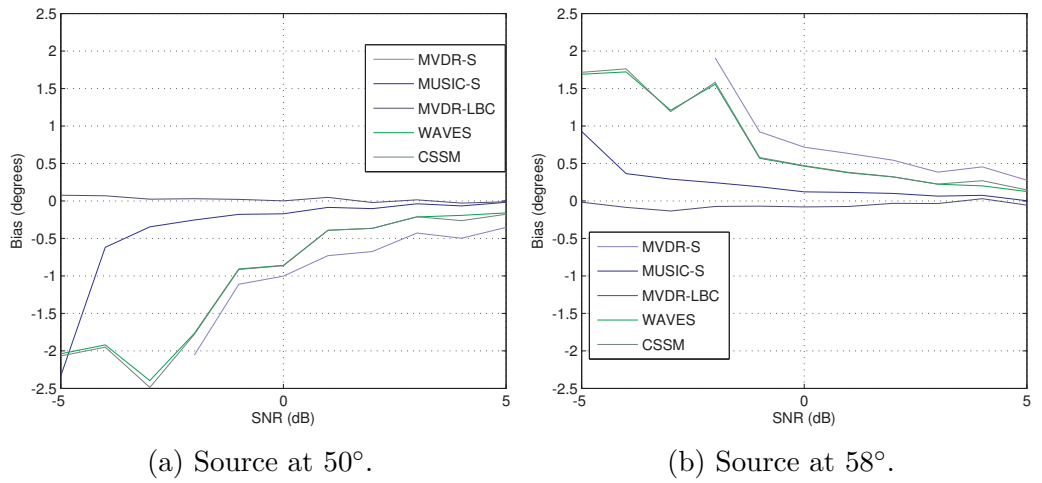 2.5
2
1.5
1
0.5
0
-0.5
-1
-1.5
-2
-2.5
-5
0
5
Bias (degrees)
SNR (dB)
MVDR-S
MUSIC-S
MVDR-LBC
WAVES
CSSM
(a) Source at 50°.
2.5
2
1.5
1
0.5
0
-0.5
-1
-1.5
-2
-2.5
-5
0
5
Bias (degrees)
SNR (dB)
MVDR-S
MUSIC-S
MVDR-LBC
WAVES
CSSM
(b) Source at 58°.